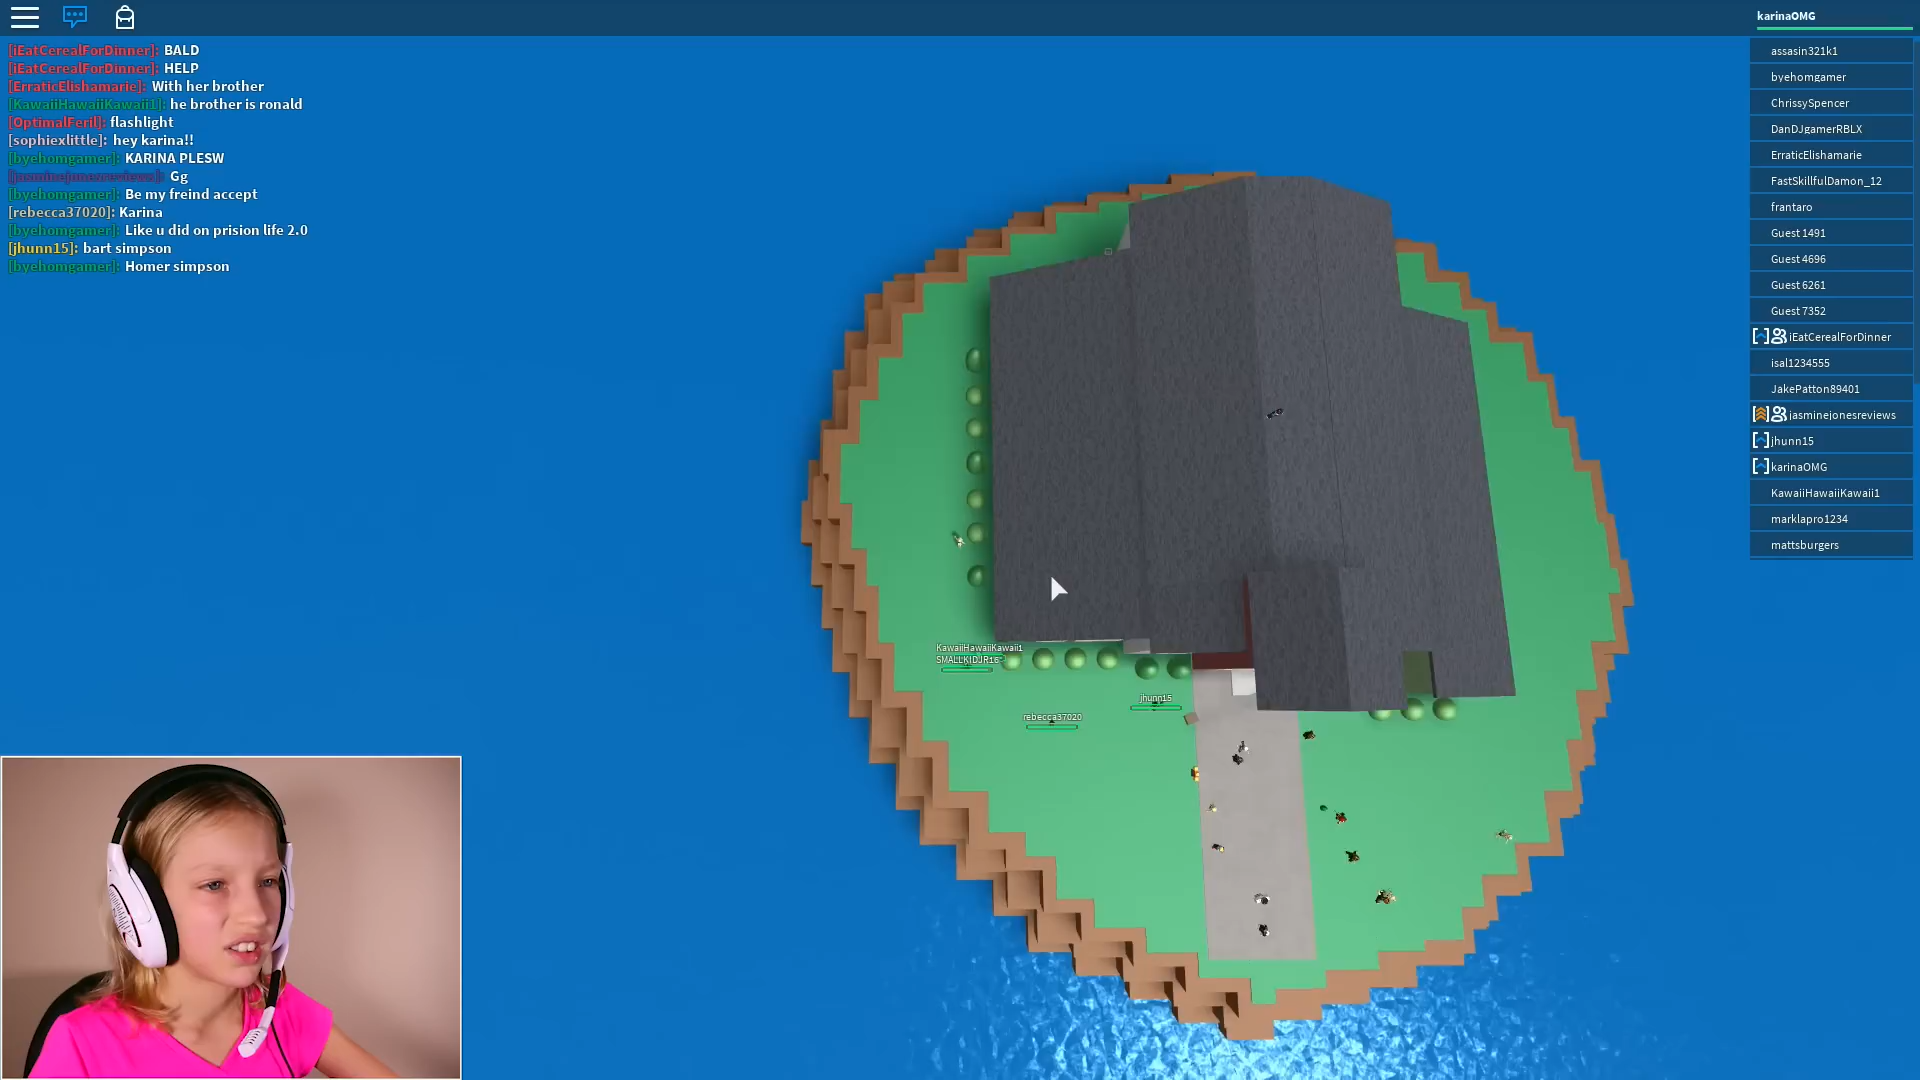 karinaOMG
[iEatCerealForDinner]: BALD
[iEatCerealForDinner]: HELP
[ErraticElishamarie]: With her brother
[KawaiiHawaiiKawaii1]: he brother is ronald
[OptimalFeril]: flashlight
[sophiexlittle]: hey karina!!
[byehomgamer]: KARINA PLESW
[jasminejonesreviews]: Gg
[byehomgamer]: Be my freind accept
[rebecca37020]: Karina
[byehomgamer]: Like u did on prision life 2.0
[jhunn15]: bart simpson
[byehomgamer]: Homer simpson
assasin321k1
byehomgamer
ChrissySpencer
DanDJgamerRBLX
ErraticElishamarie
FastSkillfulDamon_12
frantaro
Guest 1491
Guest 4696
Guest 6261
Guest 7352
iEatCerealForDinner
isal1234555
JakePatton89401
jasminejonesreviews
jhunn15
karinaOMG
KawaiiHawaiiKawaii1
marklapro1234
mattsburgers
KawaiiHawaiiKawaii1
SMALLKIDJR16
jhunn15
rebecca37020